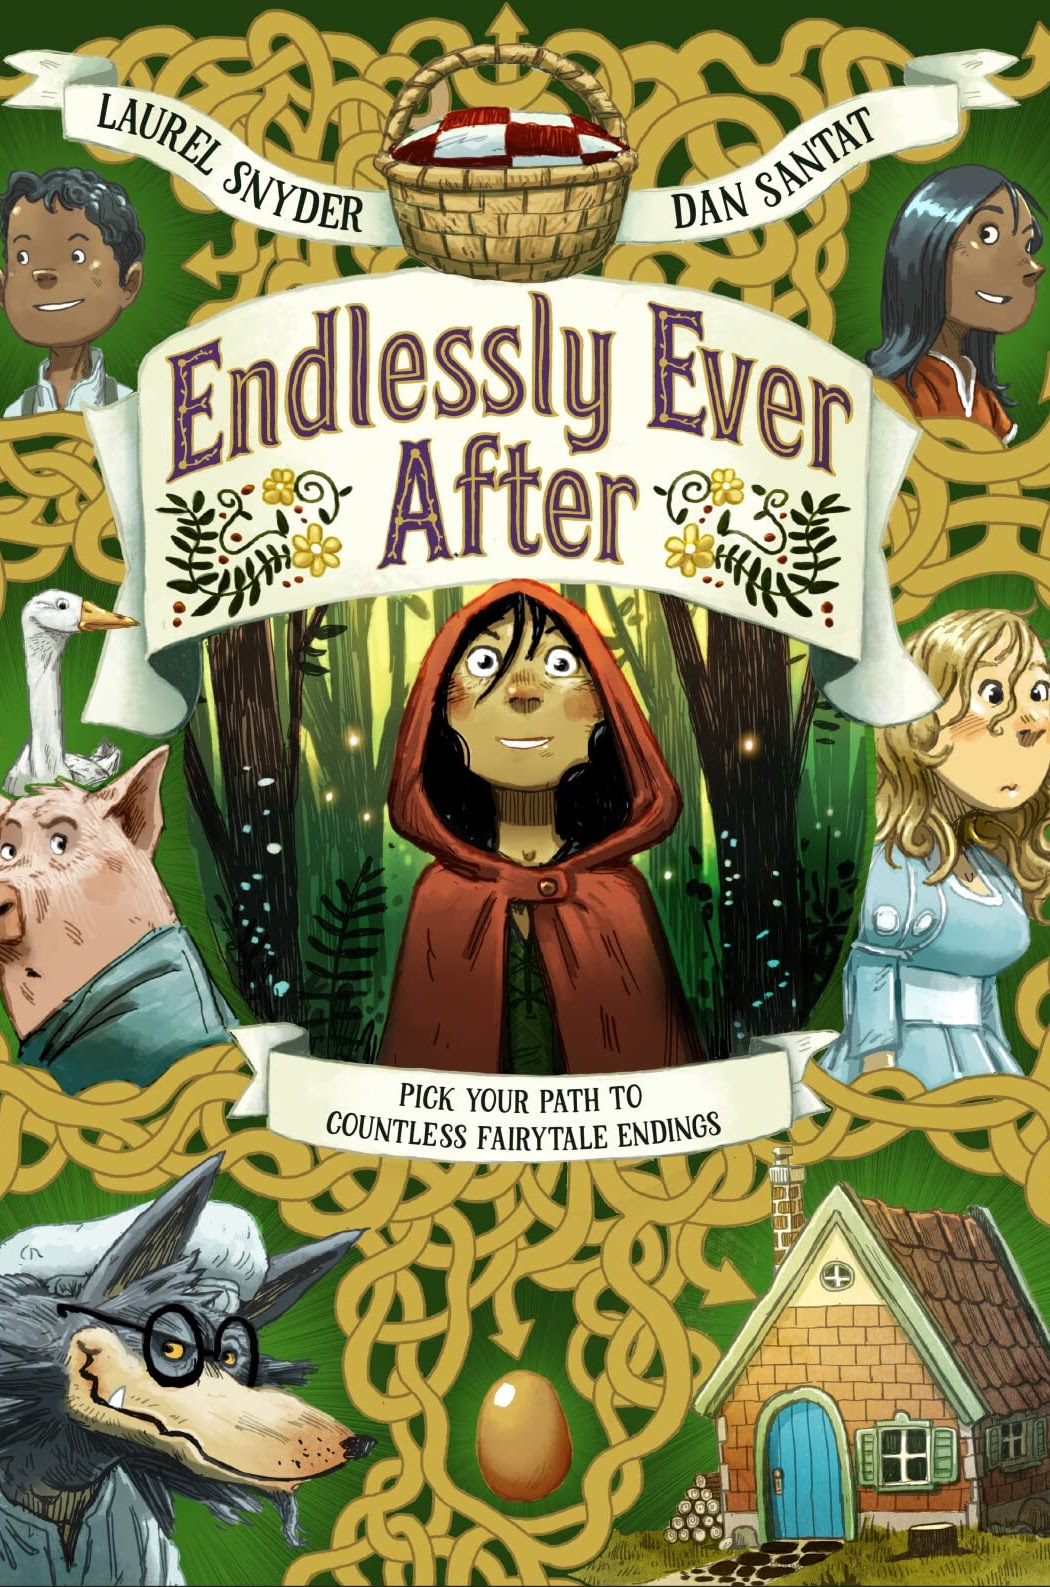 LAUREL SNYDER
DAN SANTAT
Endlessly Ever
After
PICK YOUR PATH TO
COUNTLESS FAIRYTALE ENDINGS